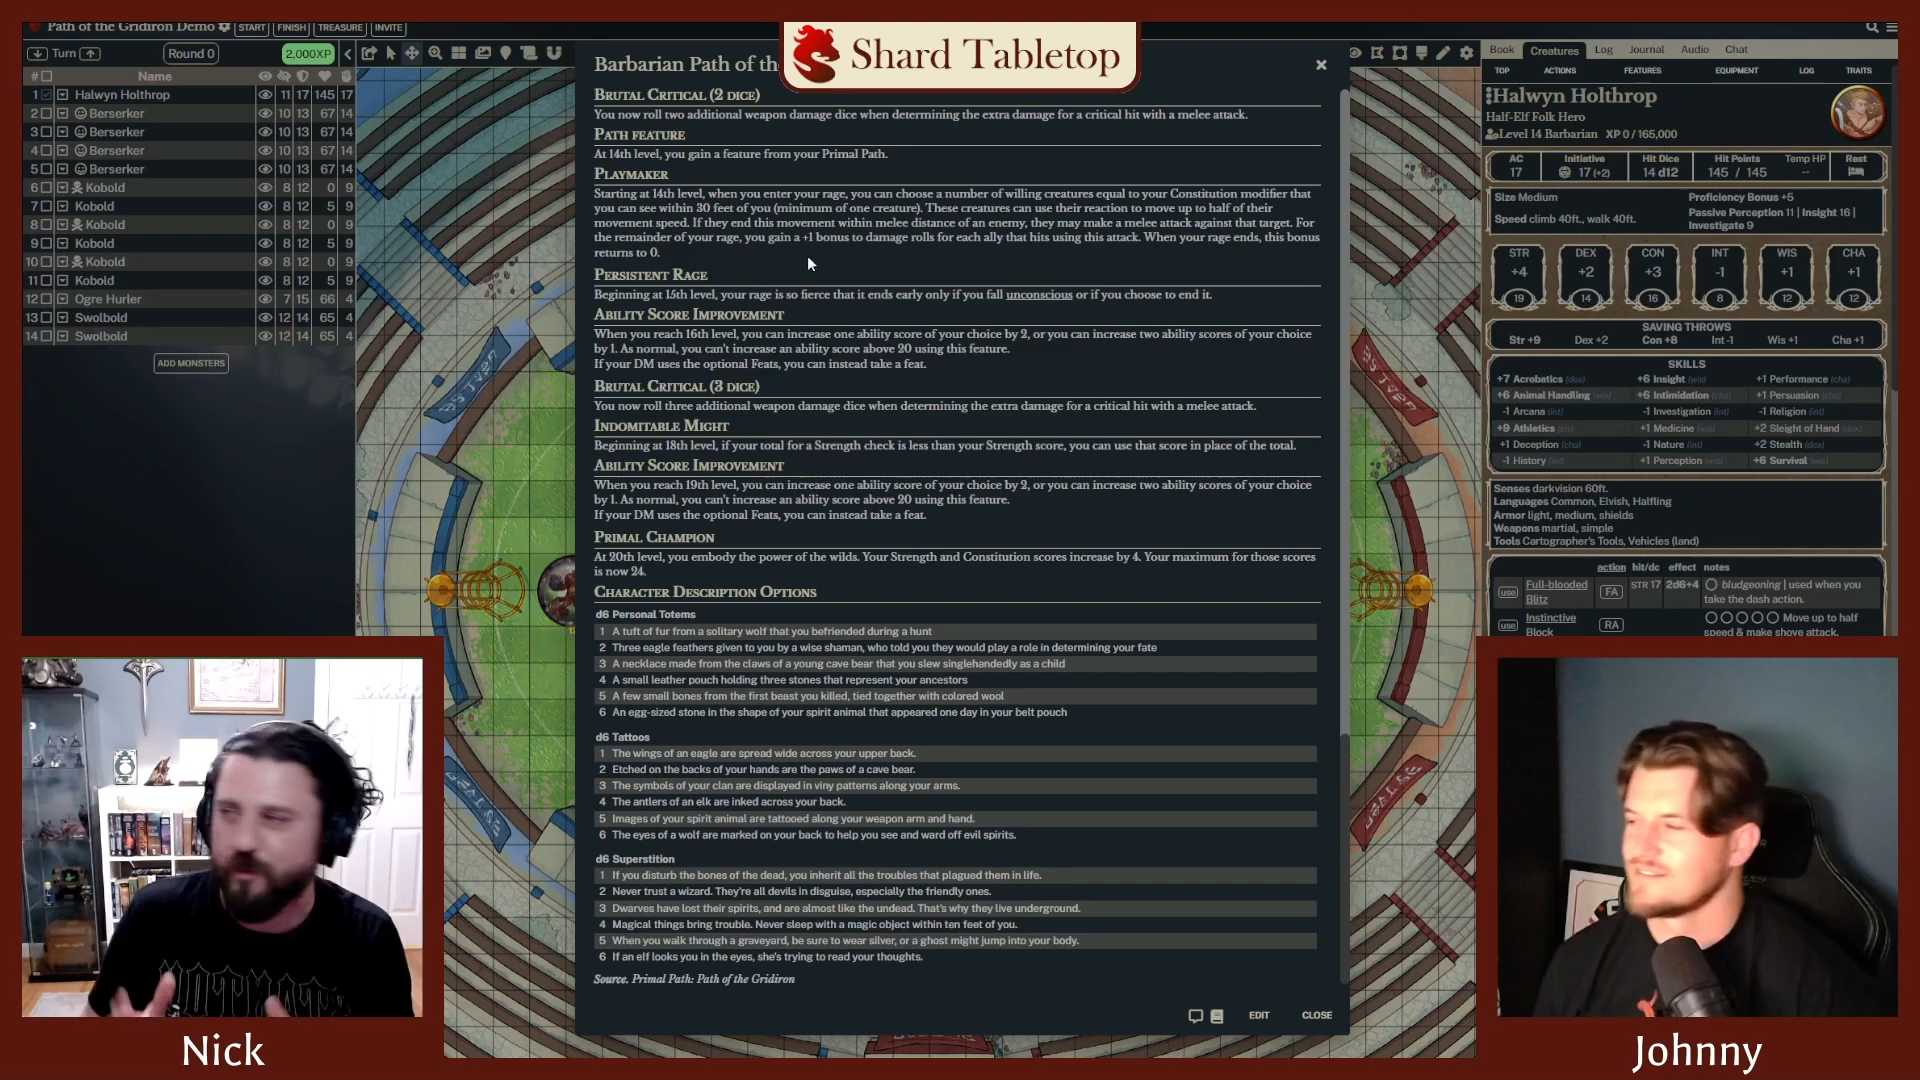 Path of the Gridiron Demo START FINISH TREASURE INVITE
Turn Round 0 2,000XP
# Name
1 Halwyn Holthrop 11 17 145 17
2 Berserker 10 13 67 14
3 Berserker 10 13 67 14
4 Berserker 10 13 67 14
5 Berserker 10 13 67 14
6 Kobold 8 12 0 9
7 Kobold 8 12 5 9
8 Kobold 8 12 0 9
9 Kobold 8 12 5 9
10 Kobold 8 12 0 9
11 Kobold 8 12 5 9
12 Ogre Hurler 7 15 66 4
13 Swolbold 12 14 65 4
14 Swolbold 12 14 65 4
ADD MONSTERS
Shard Tabletop
Barbarian Path of the
BRUTAL CRITICAL (2 DICE)
You now roll two additional weapon damage dice when determining the extra damage for a critical hit with a melee attack.
PATH FEATURE
At 14th level, you gain a feature from your Primal Path.
PLAYMAKER
Starting at 14th level, when you enter your rage, you can choose a number of willing creatures equal to your Constitution modifier that
you can see within 30 feet of you (minimum of one creature). These creatures can use their reaction to move up to half of their
movement speed. If they end this movement within melee distance of an enemy, they may make a melee attack against that target. For
the remainder of your rage, you gain a +1 bonus to damage rolls for each ally that hits using this attack. When your rage ends, this bonus
returns to 0.
PERSISTENT RAGE
Beginning at 15th level, your rage is so fierce that it ends early only if you fall unconscious or if you choose to end it.
ABILITY SCORE IMPROVEMENT
When you reach 16th level, you can increase one ability score of your choice by 2, or you can increase two ability scores of your choice
by 1. As normal, you can't increase an ability score above 20 using this feature.
If your DM uses the optional Feats, you can instead take a feat.
BRUTAL CRITICAL (3 DICE)
You now roll three additional weapon damage dice when determining the extra damage for a critical hit with a melee attack.
INDOMITABLE MIGHT
Beginning at 18th level, if your total for a Strength check is less than your Strength score, you can use that score in place of the total.
ABILITY SCORE IMPROVEMENT
When you reach 19th level, you can increase one ability score of your choice by 2, or you can increase two ability scores of your choice
by 1. As normal, you can't increase an ability score above 20 using this feature.
If your DM uses the optional Feats, you can instead take a feat.
PRIMAL CHAMPION
At 20th level, you embody the power of the wilds. Your Strength and Constitution scores increase by 4. Your maximum for those scores
is now 24.
CHARACTER DESCRIPTION OPTIONS
d6 Personal Totems
1 A tuft of fur from a solitary wolf that you befriended during a hunt
2 Three eagle feathers given to you by a wise shaman, who told you they would play a role in determining your fate
3 A necklace made from the claws of a young cave bear that you slew singlehandedly as a child
4 A small leather pouch holding three stones that represent your ancestors
5 A few small bones from the first beast you killed, tied together with colored wool
6 An egg-sized stone in the shape of your spirit animal that appeared one day in your belt pouch
d6 Tattoos
1 The wings of an eagle are spread wide across your upper back.
2 Etched on the backs of your hands are the paws of a cave bear.
3 The symbols of your clan are displayed in viny patterns along your arms.
4 The antlers of an elk are inked across your back.
5 Images of your spirit animal are tattooed along your weapon arm and hand.
6 The eyes of a wolf are marked on your back to help you see and ward off evil spirits.
d6 Superstition
1 If you disturb the bones of the dead, you inherit all the troubles that plagued them in life.
2 Never trust a wizard. They're all devils in disguise, especially the friendly ones.
3 Dwarves have lost their spirits, and are almost like the undead. That's why they live underground.
4 Magical things bring trouble. Never sleep with a magic object within ten feet of you.
5 When you walk through a graveyard, be sure to wear silver, or a ghost might jump into your body.
6 If an elf looks you in the eyes, she's trying to read your thoughts.
Source. Primal Path: Path of the Gridiron
EDIT CLOSE
Book Creatures Log Journal Audio Chat
TOP ACTIONS FEATURES EQUIPMENT LOG TRAITS
Halwyn Holthrop
Half-Elf Folk Hero
Level 14 Barbarian XP 0 / 165,000
AC Initiative Hit Dice Hit Points Temp HP Rest
17 17 (+2) 14 d12 145 / 145 --
Size Medium Proficiency Bonus +5
Speed climb 40ft., walk 40ft. Passive Perception 11 | Insight 16 |
Investigate 9
STR DEX CON INT WIS CHA
+4 +2 +3 -1 +1 +1
19 14 16 8 12 12
SAVING THROWS
Str +9 Dex +2 Con +8 Int -1 Wis +1 Cha +1
SKILLS
+7 Acrobatics (dex) +6 Insight (wis) +1 Performance (cha)
+6 Animal Handling (wis) +6 Intimidation (cha) +1 Persuasion (cha)
-1 Arcana (int) -1 Investigation (int) -1 Religion (int)
+9 Athletics (str) +1 Medicine (wis) +2 Sleight of Hand (dex)
+1 Deception (cha) -1 Nature (int) +2 Stealth (dex)
-1 History (int) +1 Perception (wis) +6 Survival (wis)
Senses darkvision 60ft.
Languages Common, Elvish, Halfling
Armor light, medium, shields
Weapons martial, simple
Tools Cartographer's Tools, Vehicles (land)
action hit/dc effect notes
use Full-blooded Blitz FA STR 17 2d6+4 bludgeoning | used when you
take the dash action.
use Instinctive Block RA Move up to half
speed & make shove attack.
Nick
Johnny